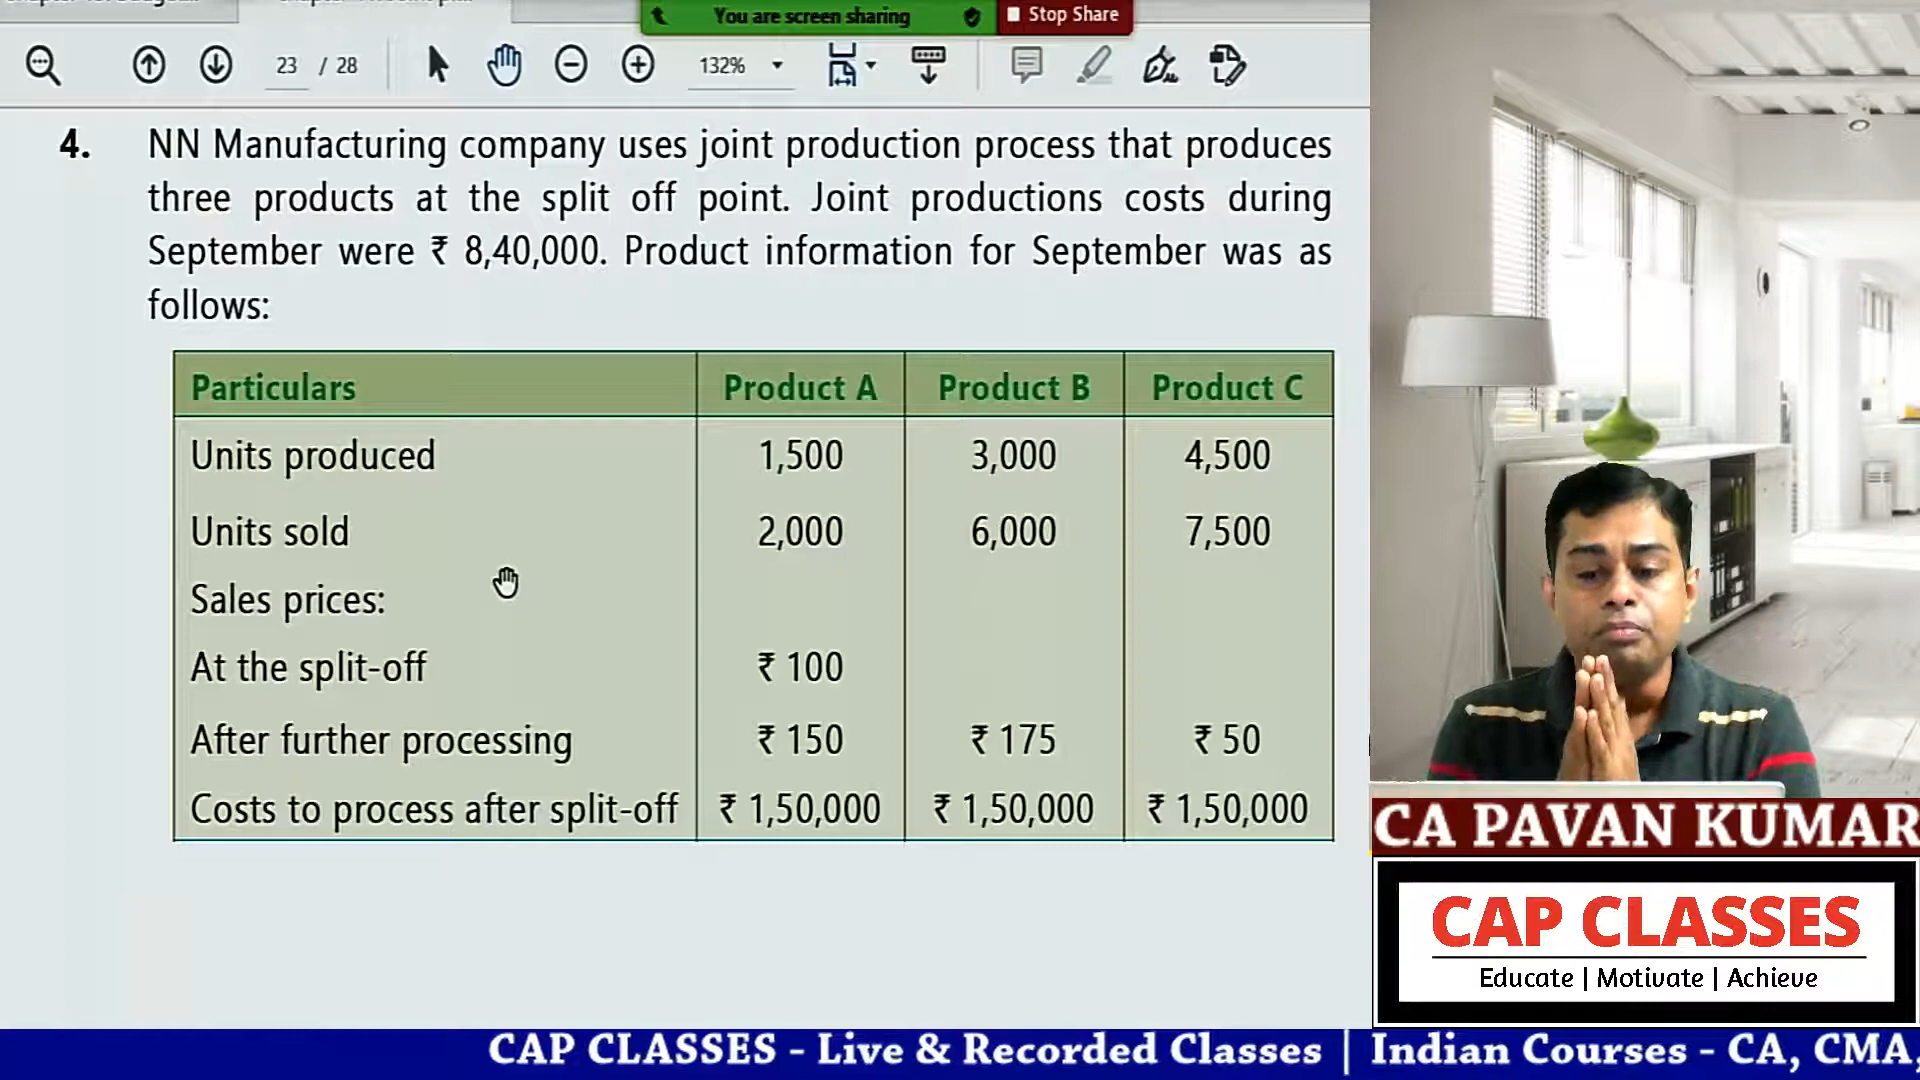 You are screen sharing
Stop Share
23 / 28
132%
4. NN Manufacturing company uses joint production process that produces
three products at the split off point. Joint productions costs during
September were ₹ 8,40,000. Product information for September was as
follows:
Particulars Product A Product B Product C
Units produced 1,500 3,000 4,500
Units sold 2,000 6,000 7,500
Sales prices:
At the split-off ₹ 100
After further processing ₹ 150 ₹ 175 ₹ 50
Costs to process after split-off ₹ 1,50,000 ₹ 1,50,000 ₹ 1,50,000
CA PAVAN KUMAR
CAP CLASSES
Educate | Motivate | Achieve
CAP CLASSES - Live & Recorded Classes | Indian Courses - CA, CMA,